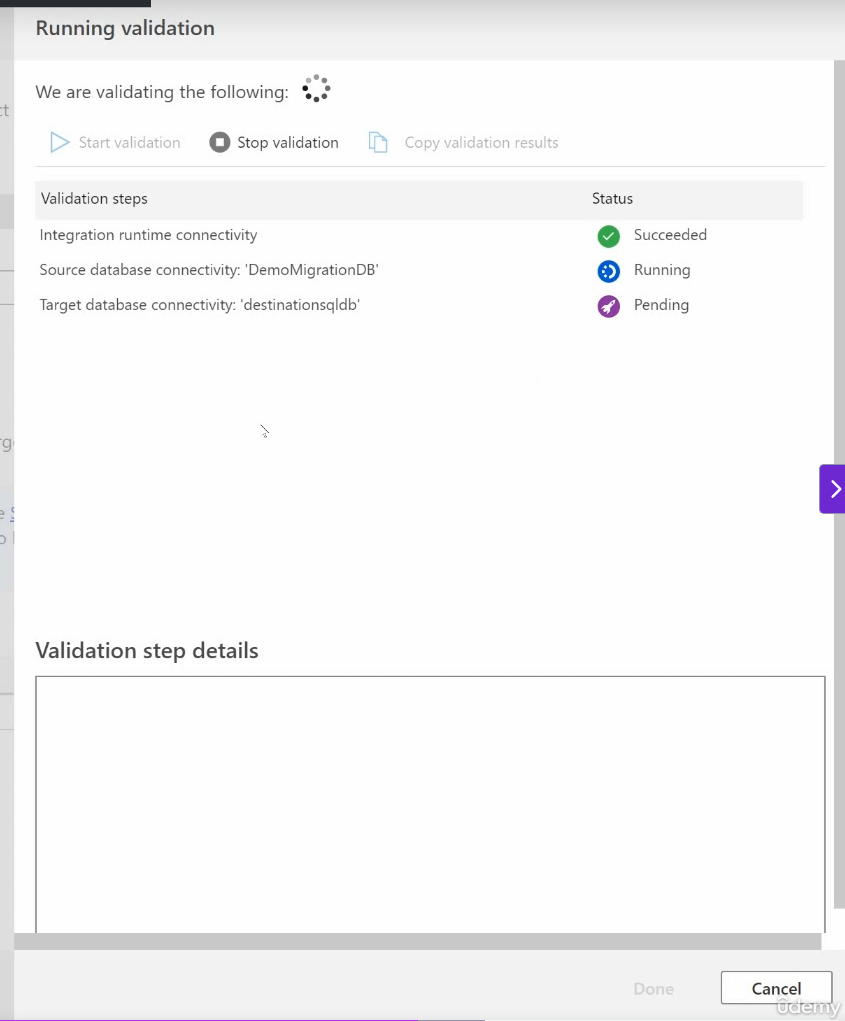 Running validation
We are validating the following:
Start validation Stop validation Copy validation results
Validation steps Status
Integration runtime connectivity Succeeded
Source database connectivity: 'DemoMigrationDB' Running
Target database connectivity: 'destinationsqldb' Pending
Validation step details
Done Cancel
ûdemy